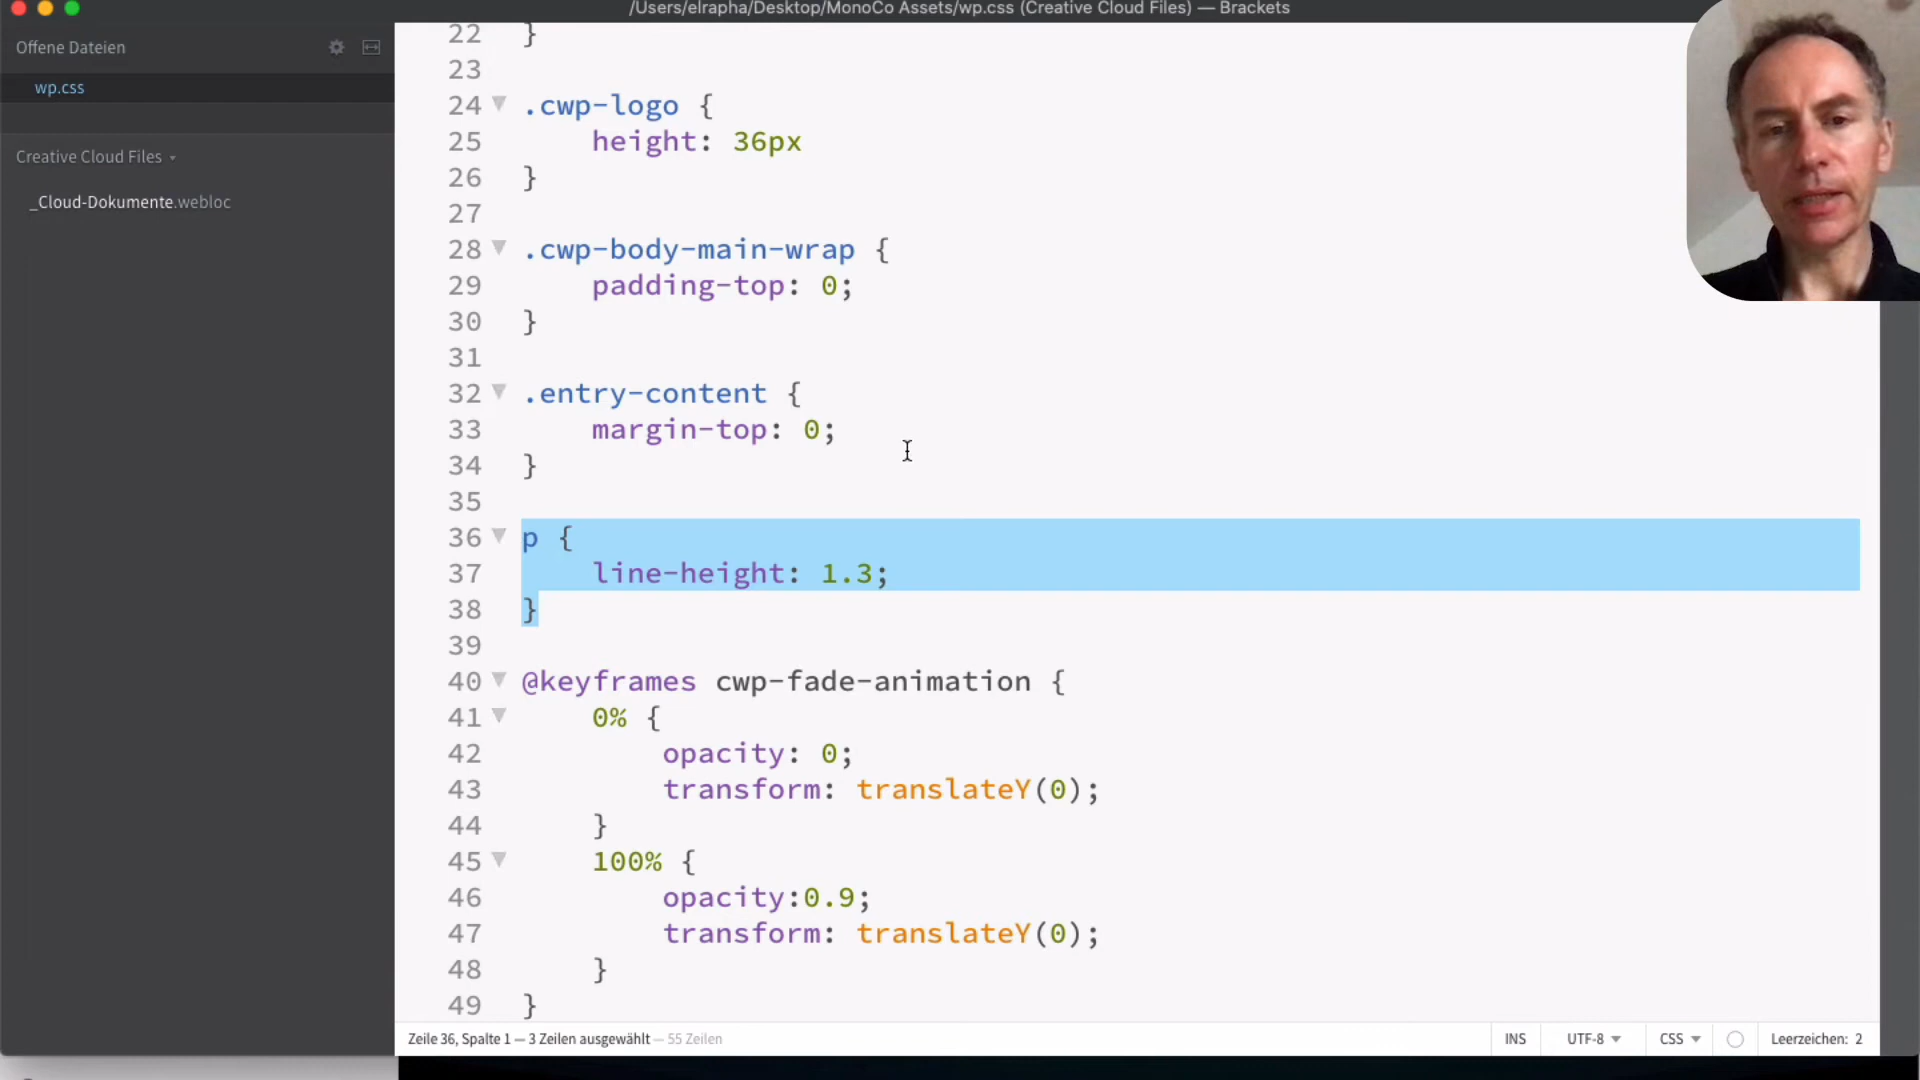 /Users/elrapha/Desktop/MonoCo Assets/wp.css (Creative Cloud Files) — Brackets
Offene Dateien
wp.css
Creative Cloud Files
_Cloud-Dokumente.webloc
22 }
23
24 .cwp-logo {
25 height: 36px
26 }
27
28 .cwp-body-main-wrap {
29 padding-top: 0;
30 }
31
32 .entry-content {
33 margin-top: 0;
34 }
35
36 p {
37 line-height: 1.3;
38 }
39
40 @keyframes cwp-fade-animation {
41 0% {
42 opacity: 0;
43 transform: translateY(0);
44 }
45 100% {
46 opacity:0.9;
47 transform: translateY(0);
48 }
49 }
Zeile 36, Spalte 1 — 3 Zeilen ausgewählt — 55 Zeilen INS UTF-8 CSS Leerzeichen: 2